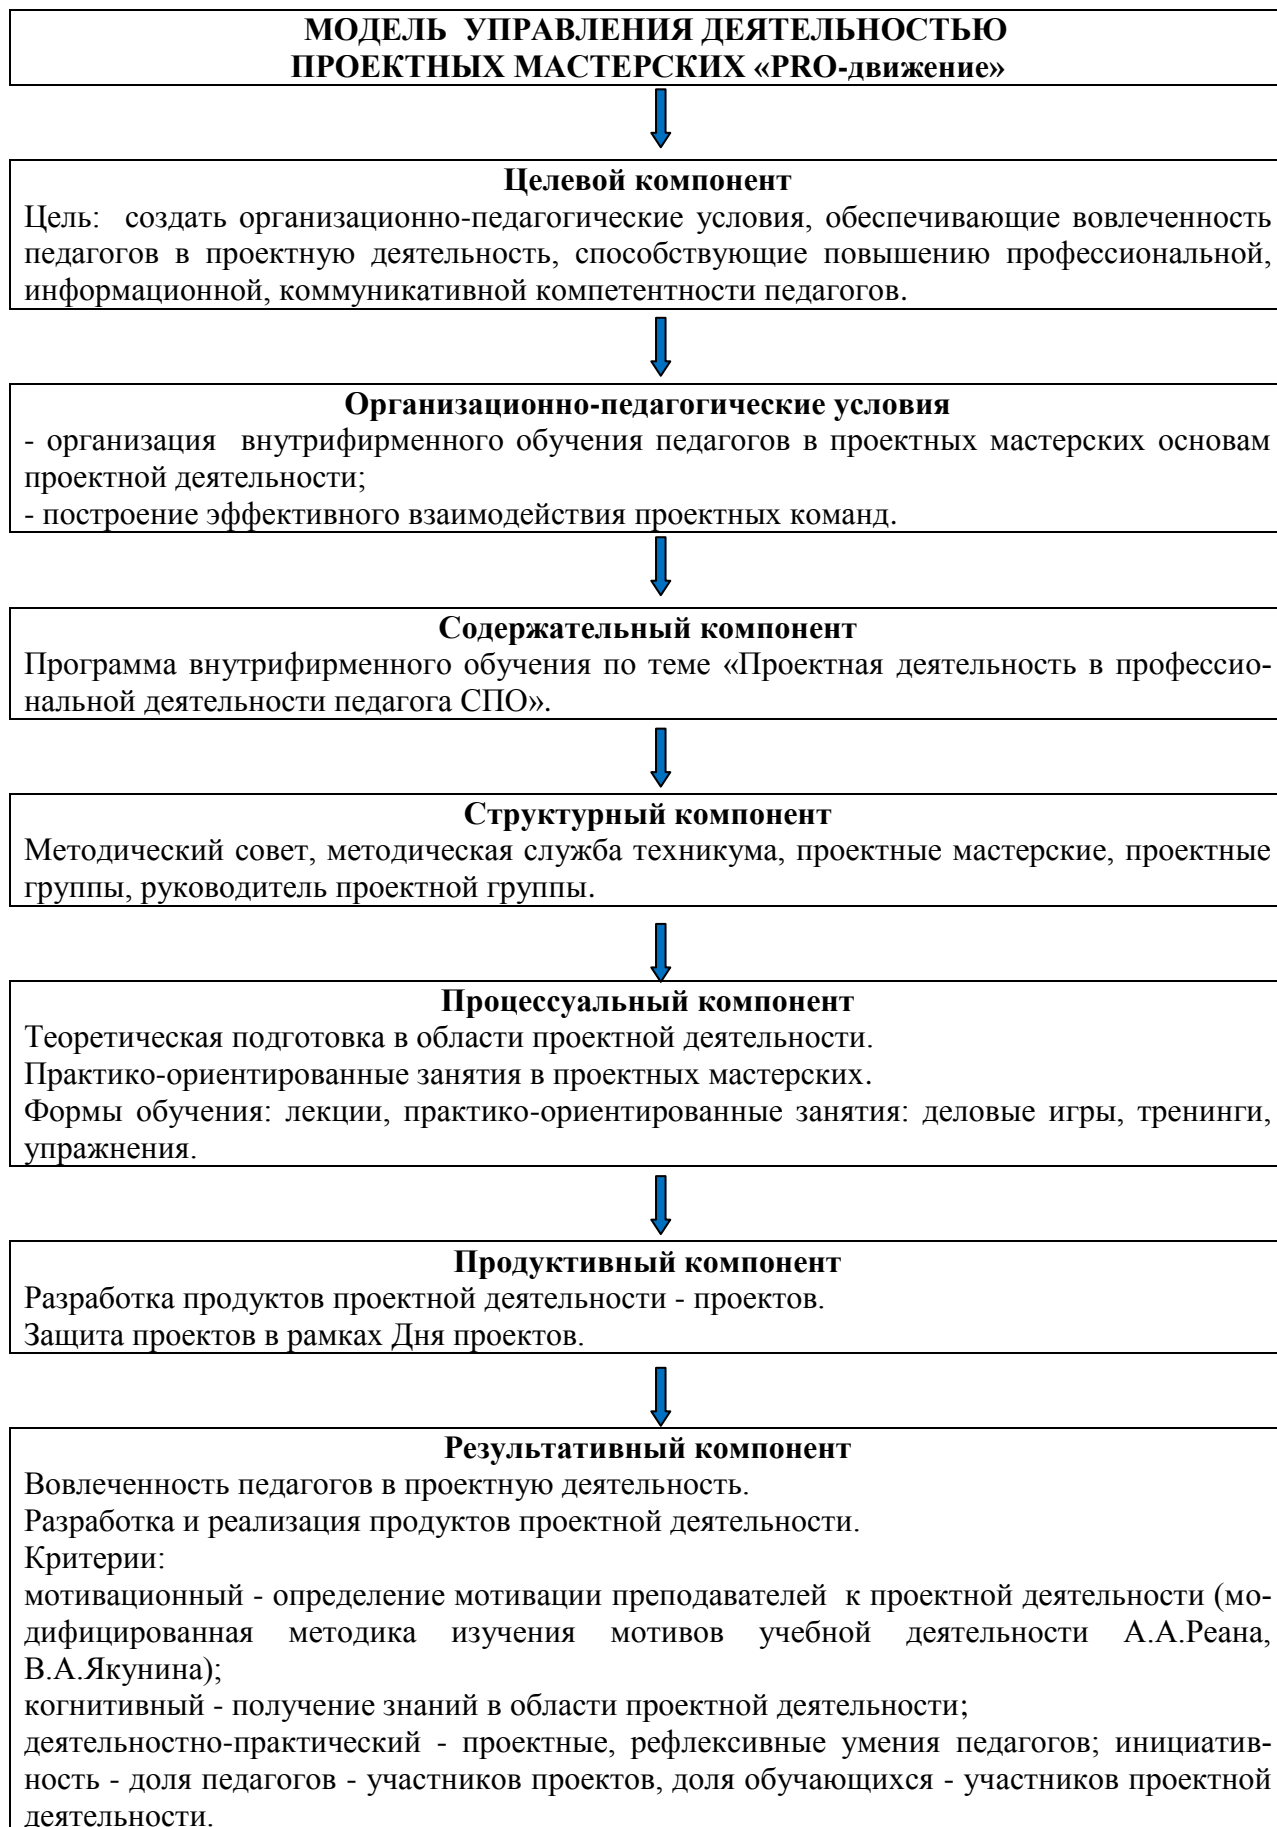 МОДЕЛЬ УПРАВЛЕНИЯ ДЕЯТЕЛЬНОСТЬЮ
ПРОЕКТНЫХ МАСТЕРСКИХ «PRO-движение»
Целевой компонент
Цель: создать организационно-педагогические условия, обеспечивающие вовлеченность
педагогов в проектную деятельность, способствующие повышению профессиональной,
информационной, коммуникативной компетентности педагогов.
Организационно-педагогические условия
- организация внутрифирменного обучения педагогов в проектных мастерских основам
проектной деятельности;
- построение эффективного взаимодействия проектных команд.
Содержательный компонент
Программа внутрифирменного обучения по теме «Проектная деятельность в профессио-
нальной деятельности педагога СПО».
Структурный компонент
Методический совет, методическая служба техникума, проектные мастерские, проектные
группы, руководитель проектной группы.
Процессуальный компонент
Теоретическая подготовка в области проектной деятельности.
Практико-ориентированные занятия в проектных мастерских.
Формы обучения: лекции, практико-ориентированные занятия: деловые игры, тренинги,
упражнения.
Продуктивный компонент
Разработка продуктов проектной деятельности - проектов.
Защита проектов в рамках Дня проектов.
Результативный компонент
Вовлеченность педагогов в проектную деятельность.
Разработка и реализация продуктов проектной деятельности.
Критерии:
мотивационный - определение мотивации преподавателей к проектной деятельности (мо-
дифицированная методика изучения мотивов учебной деятельности А.А.Реана,
В.А.Якунина);
когнитивный - получение знаний в области проектной деятельности;
деятельностно-практический - проектные, рефлексивные умения педагогов; инициатив-
ность - доля педагогов - участников проектов, доля обучающихся - участников проектной
деятельности.